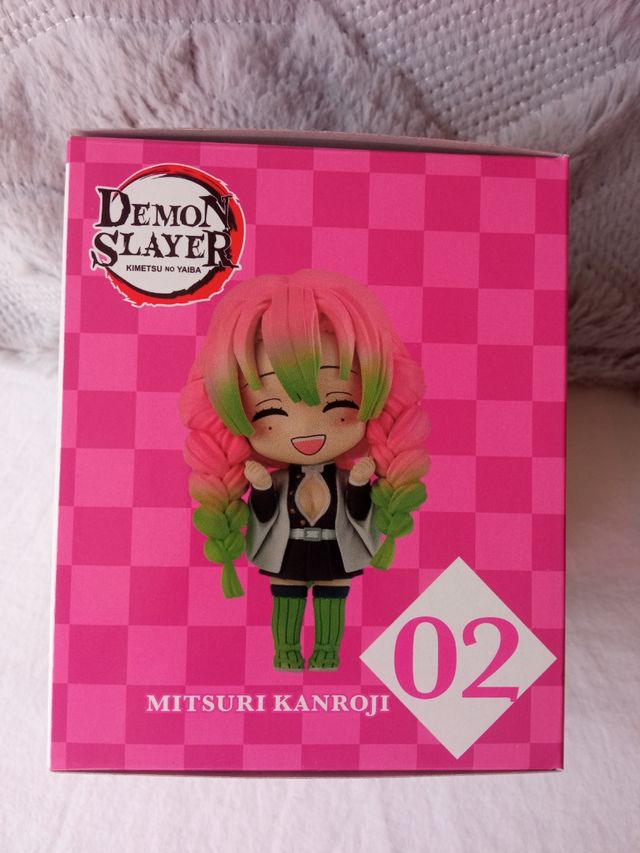 DEMON
SLAYER
KIMETSU NO YAIBA
MITSURI KANROJI
02